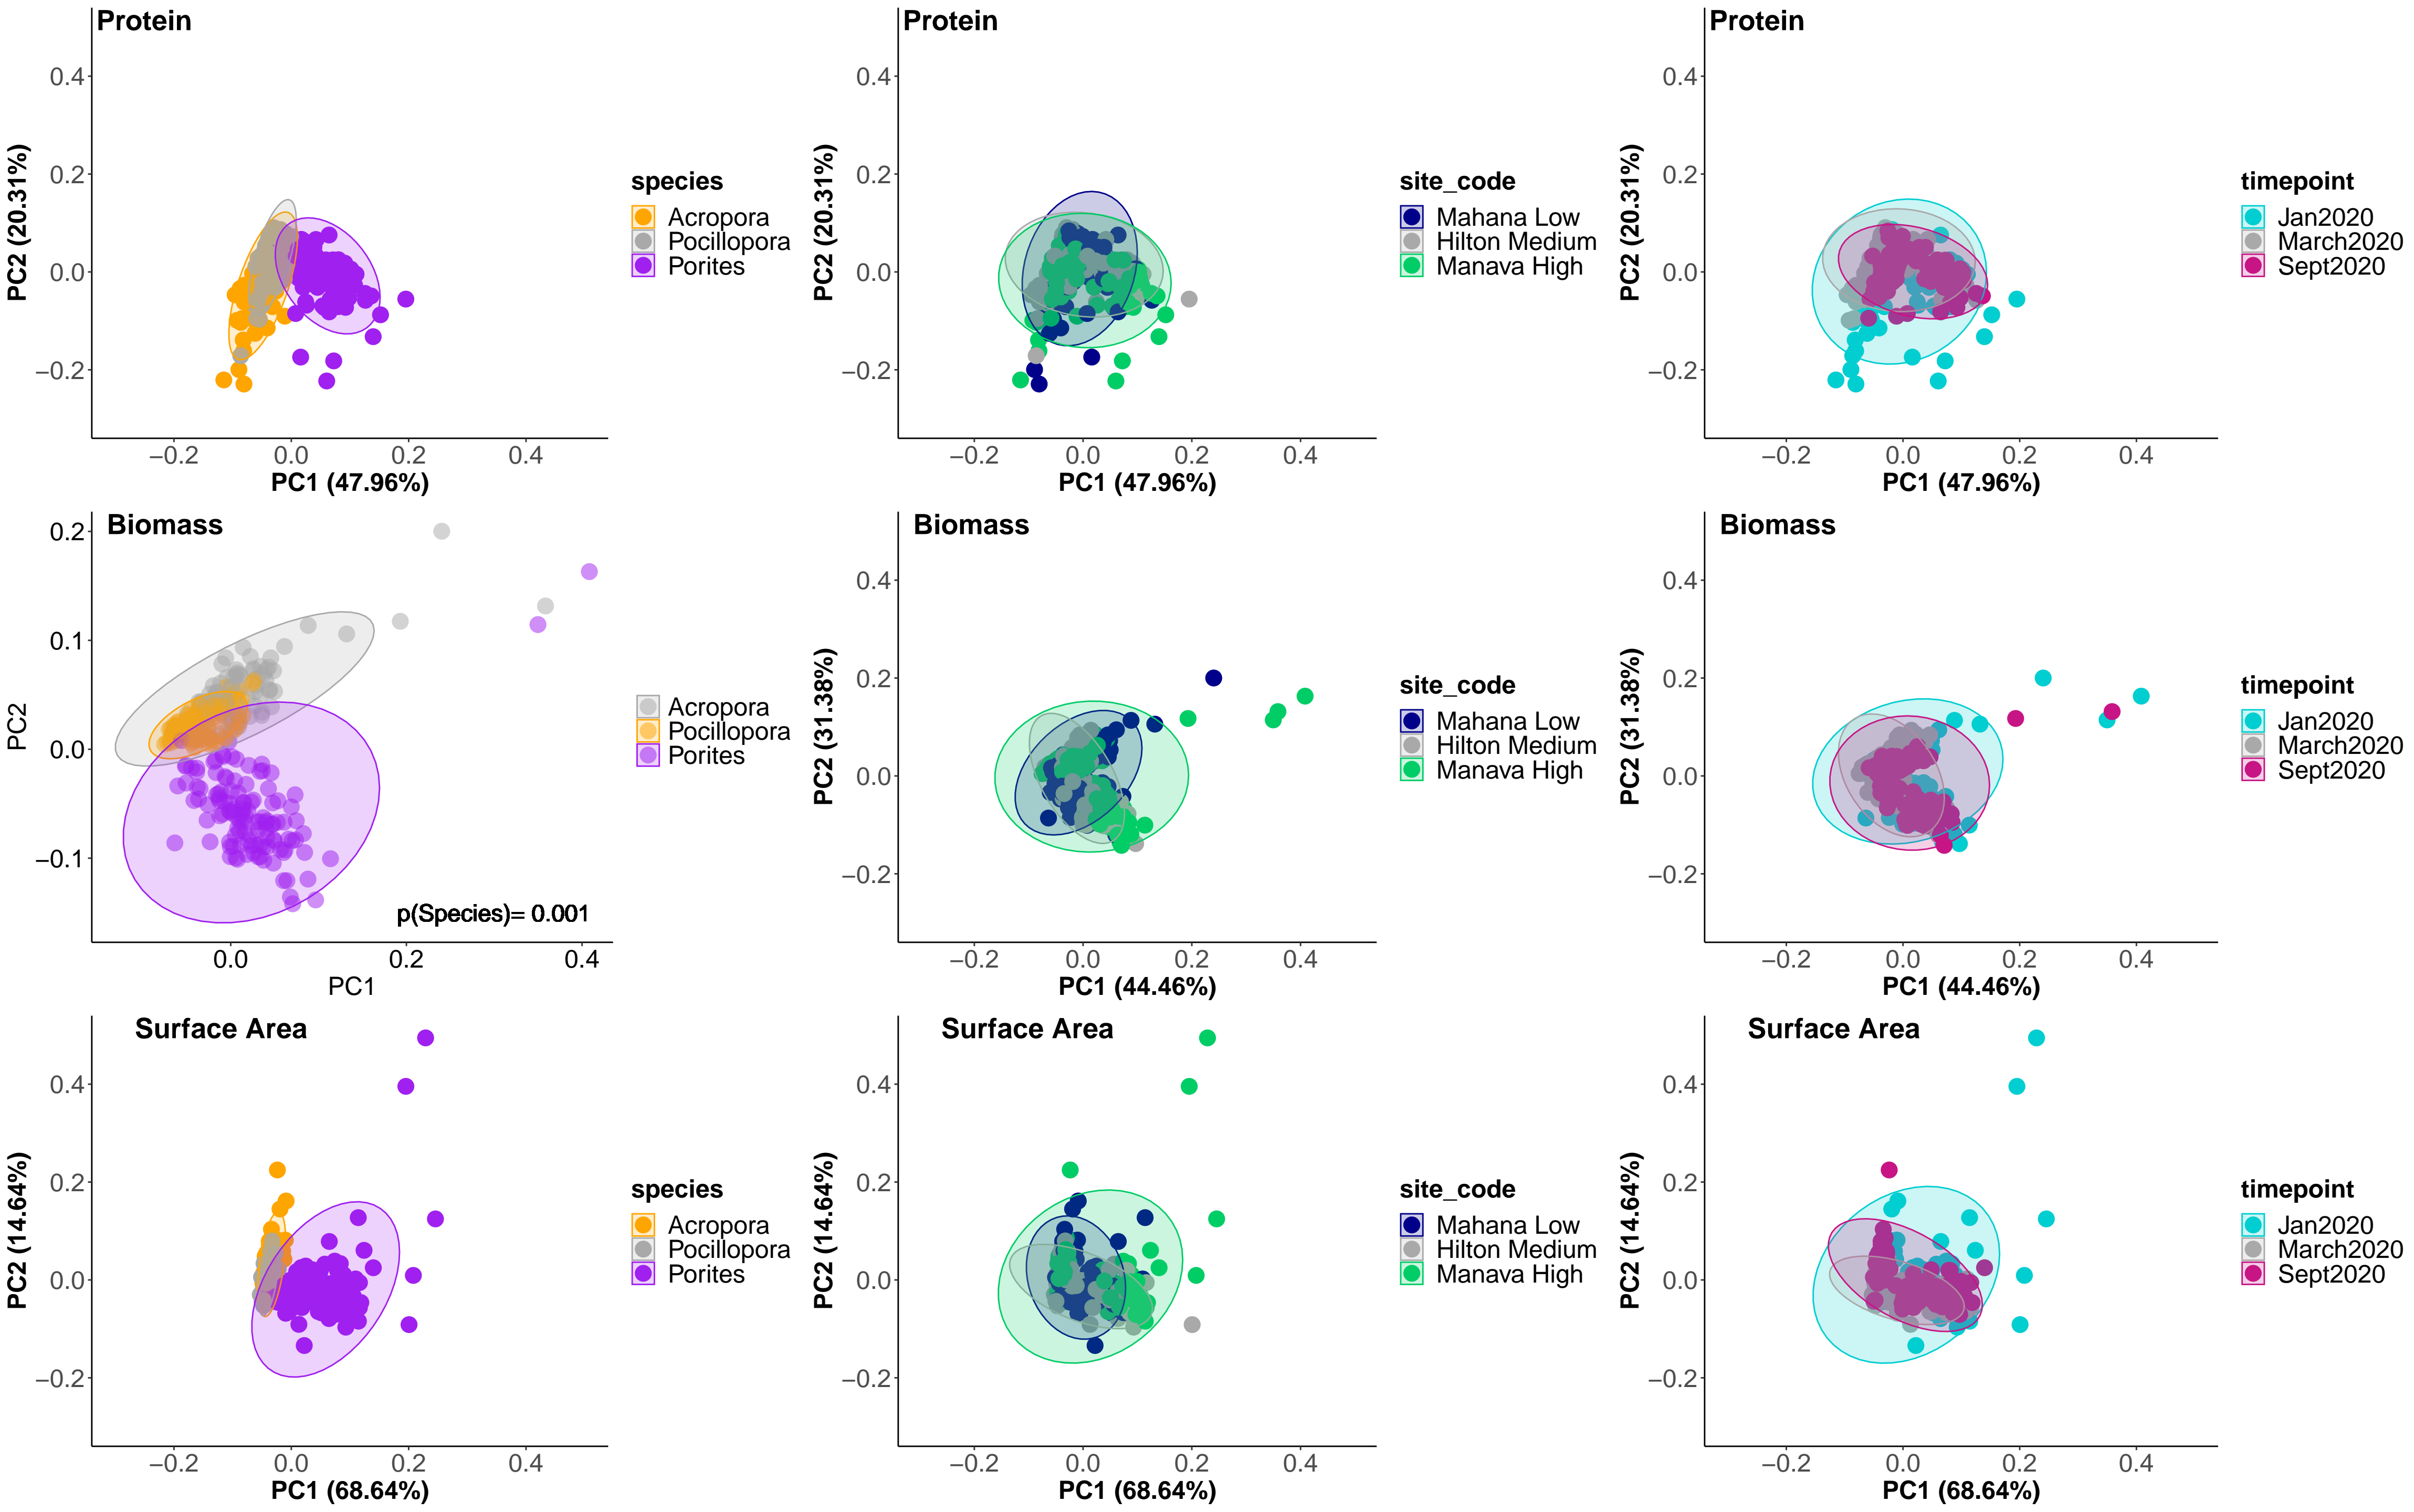 Protein
0.4
0.2
0.0
−0.2
PC2 (20.31%)
−0.2 0.0 0.2 0.4
PC1 (47.96%)
species
Acropora
Pocillopora
Porites
Protein
0.4
0.2
0.0
−0.2
PC2 (20.31%)
−0.2 0.0 0.2 0.4
PC1 (47.96%)
site_code
Mahana Low
Hilton Medium
Manava High
Protein
0.4
0.2
0.0
−0.2
PC2 (20.31%)
−0.2 0.0 0.2 0.4
PC1 (47.96%)
timepoint
Jan2020
March2020
Sept2020
Biomass
0.2
0.1
0.0
−0.1
PC2
p(Species)= 0.001
0.0 0.2 0.4
PC1
Acropora
Pocillopora
Porites
Biomass
0.4
0.2
0.0
−0.2
PC2 (31.38%)
−0.2 0.0 0.2 0.4
PC1 (44.46%)
site_code
Mahana Low
Hilton Medium
Manava High
Biomass
0.4
0.2
0.0
−0.2
PC2 (31.38%)
−0.2 0.0 0.2 0.4
PC1 (44.46%)
timepoint
Jan2020
March2020
Sept2020
Surface Area
0.4
0.2
0.0
−0.2
PC2 (14.64%)
−0.2 0.0 0.2 0.4
PC1 (68.64%)
species
Acropora
Pocillopora
Porites
Surface Area
0.4
0.2
0.0
−0.2
PC2 (14.64%)
−0.2 0.0 0.2 0.4
PC1 (68.64%)
site_code
Mahana Low
Hilton Medium
Manava High
Surface Area
0.4
0.2
0.0
−0.2
PC2 (14.64%)
−0.2 0.0 0.2 0.4
PC1 (68.64%)
timepoint
Jan2020
March2020
Sept2020